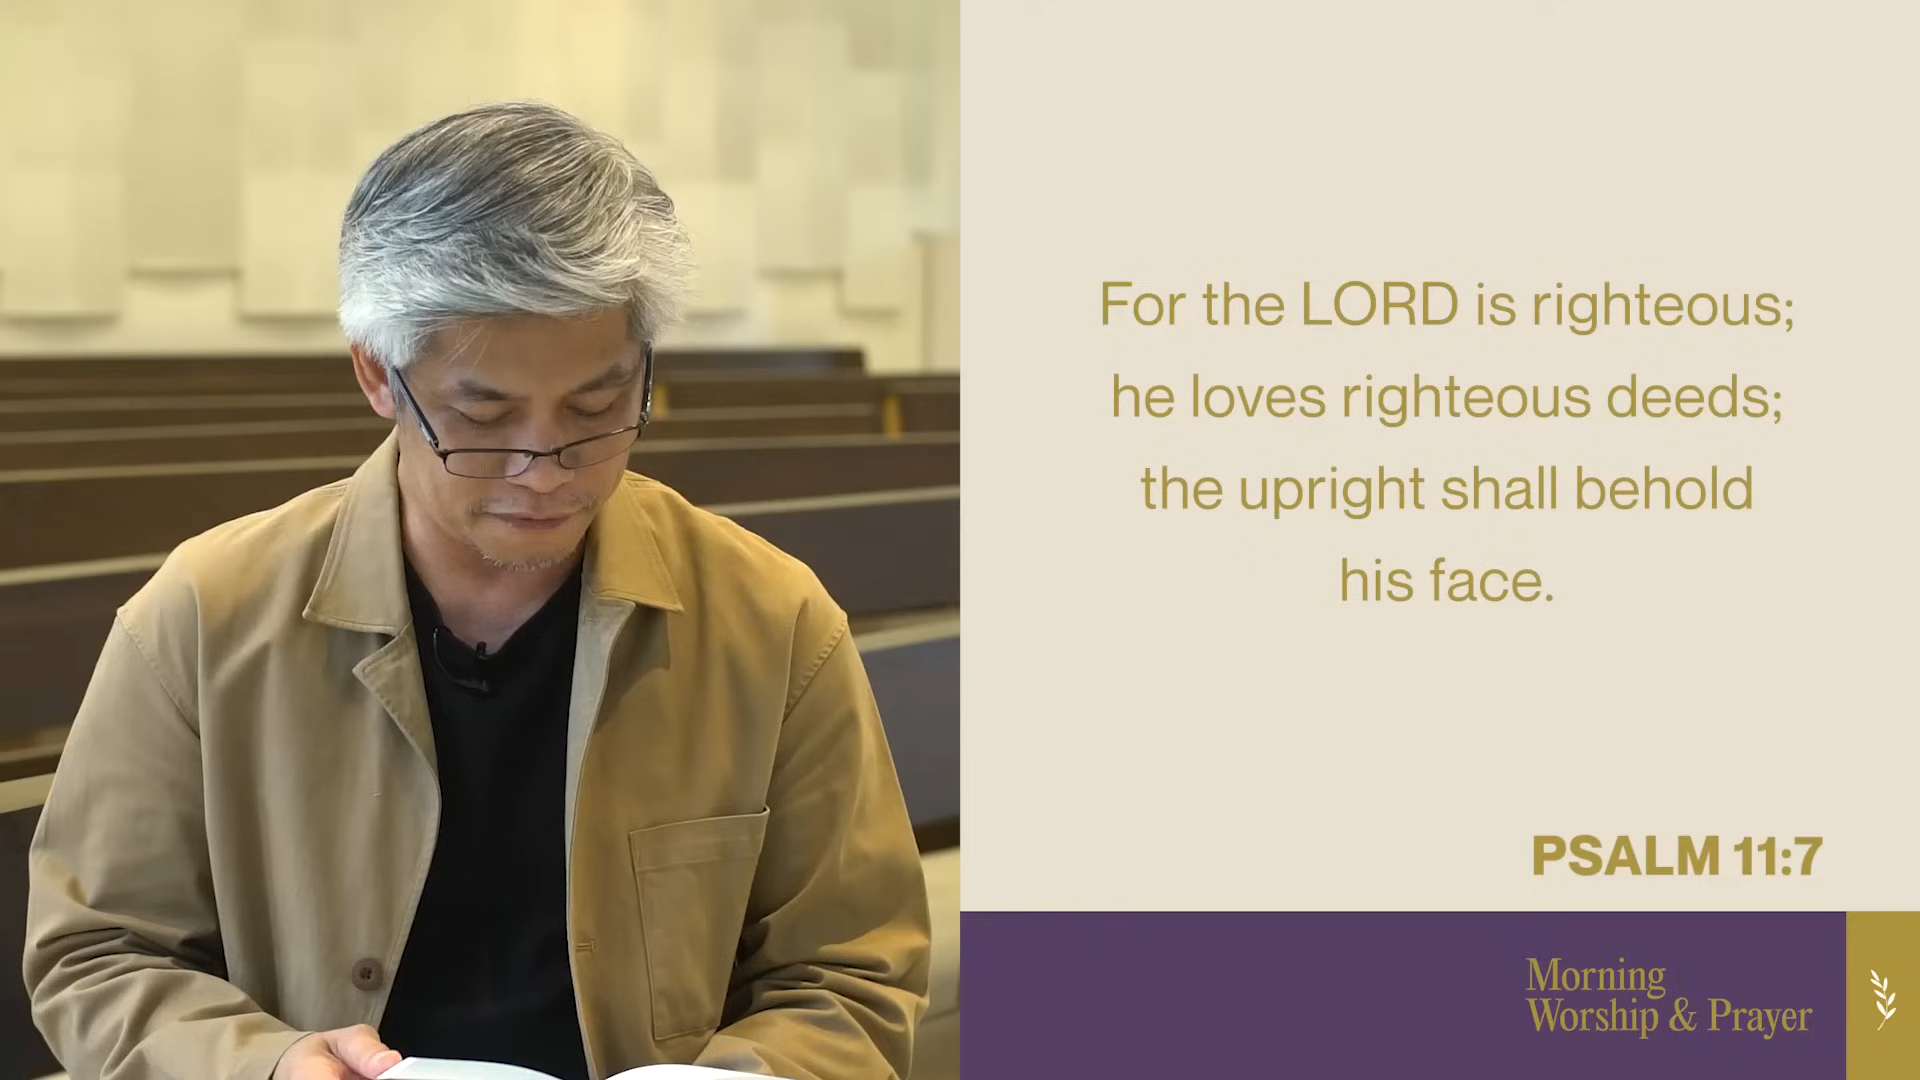 For the LORD is righteous;
he loves righteous deeds;
the upright shall behold
his face.
PSALM 11:7
Morning
Worship & Prayer